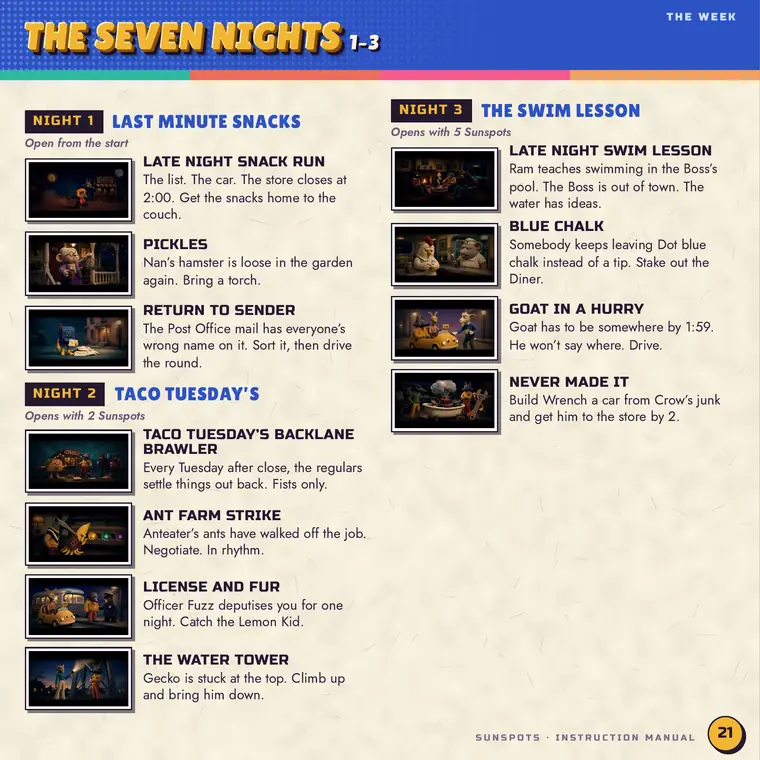 THE SEVEN NIGHTS 1–3
THE WEEK
NIGHT 1 LAST MINUTE SNACKS
Open from the start
LATE NIGHT SNACK RUN
The list. The car. The store closes at
2:00. Get the snacks home to the
couch.
PICKLES
Nan's hamster is loose in the garden
again. Bring a torch.
RETURN TO SENDER
The Post Office mail has everyone's
wrong name on it. Sort it, then drive
the round.
NIGHT 2 TACO TUESDAY'S
Opens with 2 Sunspots
TACO TUESDAY'S BACKLANE
BRAWLER
Every Tuesday after close, the regulars
settle things out back. Fists only.
ANT FARM STRIKE
Anteater's ants have walked off the job.
Negotiate. In rhythm.
LICENSE AND FUR
Officer Fuzz deputises you for one
night. Catch the Lemon Kid.
THE WATER TOWER
Gecko is stuck at the top. Climb up
and bring him down.
NIGHT 3 THE SWIM LESSON
Opens with 5 Sunspots
LATE NIGHT SWIM LESSON
Ram teaches swimming in the Boss's
pool. The Boss is out of town. The
water has ideas.
BLUE CHALK
Somebody keeps leaving Dot blue
chalk instead of a tip. Stake out the
Diner.
GOAT IN A HURRY
Goat has to be somewhere by 1:59.
He won't say where. Drive.
NEVER MADE IT
Build Wrench a car from Crow's junk
and get him to the store by 2.
SUNSPOTS · INSTRUCTION MANUAL
21